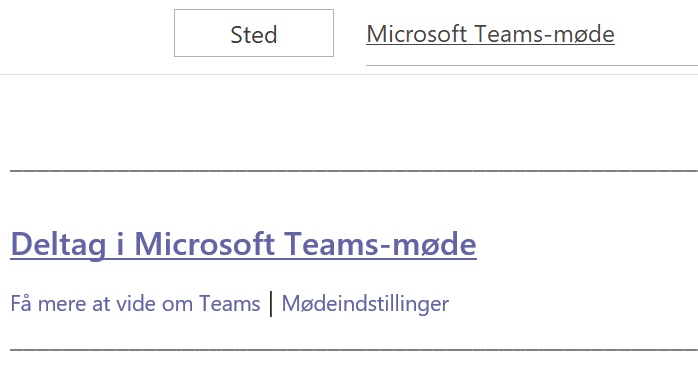 Sted Microsoft Teams-møde
Deltag i Microsoft Teams-møde
Få mere at vide om Teams | Mødeindstillinger